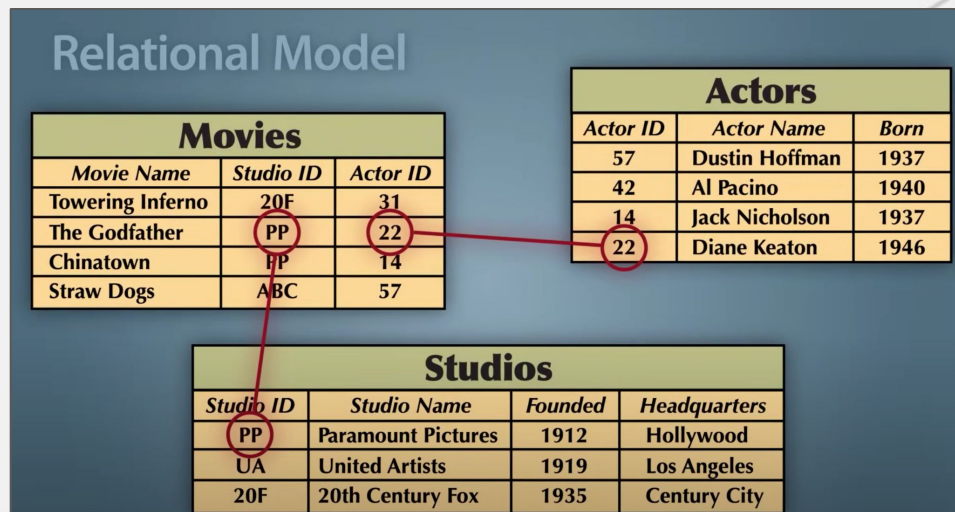 Relational Model
Movies
Movie Name Studio ID Actor ID
Towering Inferno 20F 31
The Godfather PP 22
Chinatown PP 14
Straw Dogs ABC 57
Actors
Actor ID Actor Name Born
57 Dustin Hoffman 1937
42 Al Pacino 1940
14 Jack Nicholson 1937
22 Diane Keaton 1946
Studios
Studio ID Studio Name Founded Headquarters
PP Paramount Pictures 1912 Hollywood
UA United Artists 1919 Los Angeles
20F 20th Century Fox 1935 Century City